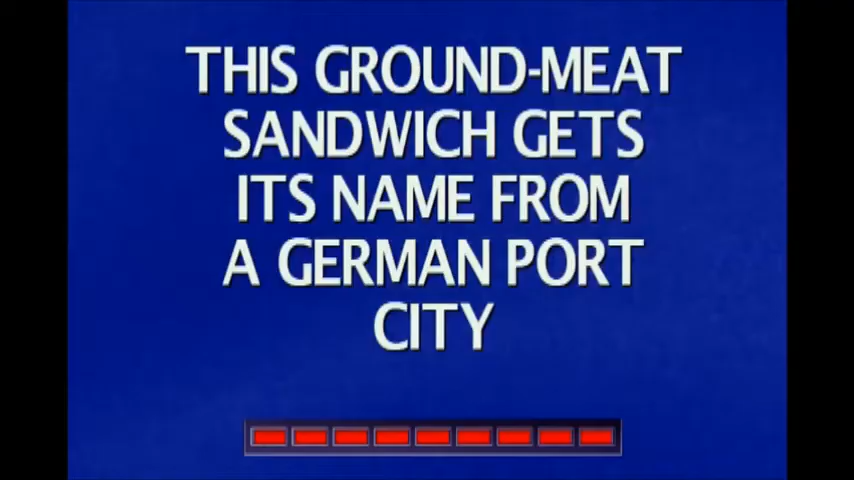 THIS GROUND-MEAT
SANDWICH GETS
ITS NAME FROM
A GERMAN PORT
CITY